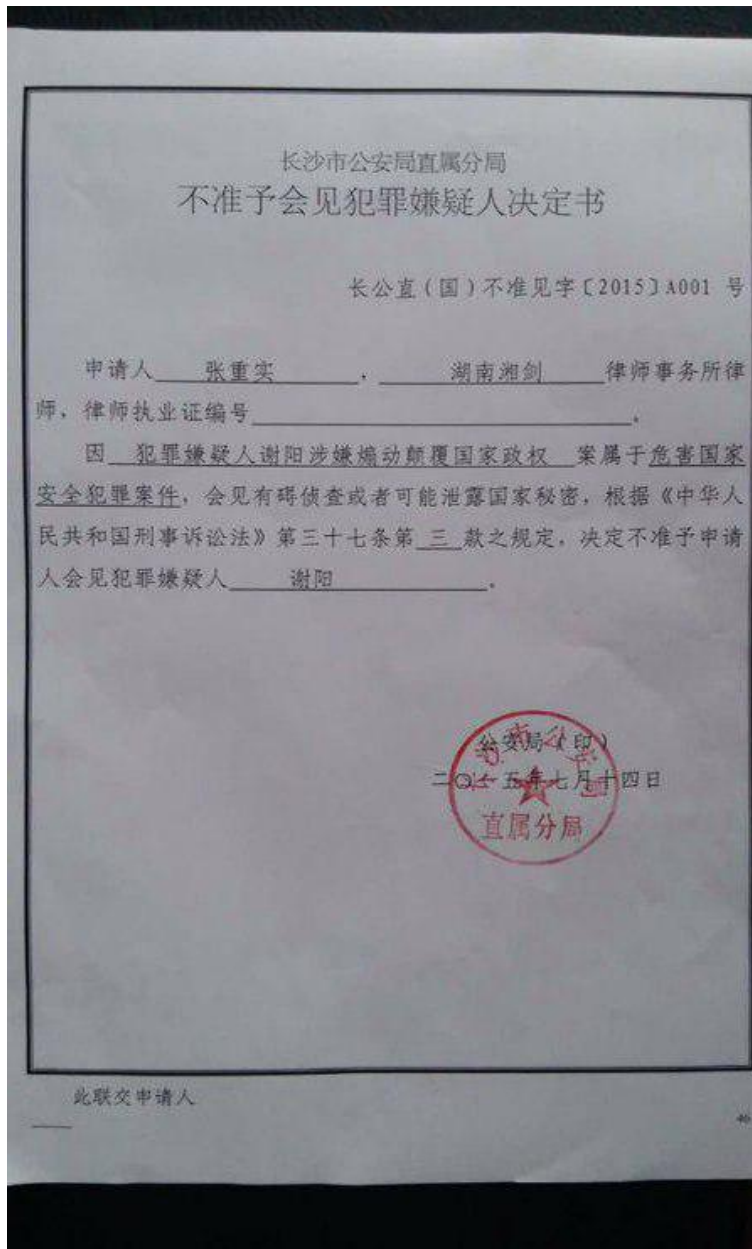 长沙市公安局直属分局
不准予会见犯罪嫌疑人决定书
长公直（国）不准见字〔2015〕A001 号
申请人 张重实 ， 湖南湘剑 律师事务所律
师，律师执业证编号 。
因 犯罪嫌疑人谢阳涉嫌煽动颠覆国家政权 案属于危害国家
安全犯罪案件，会见有碍侦查或者可能泄露国家秘密，根据《中华人
民共和国刑事诉讼法》第三十七条第 三 款之规定，决定不准予申请
人会见犯罪嫌疑人 谢阳 。
公安局（印）
二〇一五年七月十四日
长沙市公安局
直属分局
此联交申请人